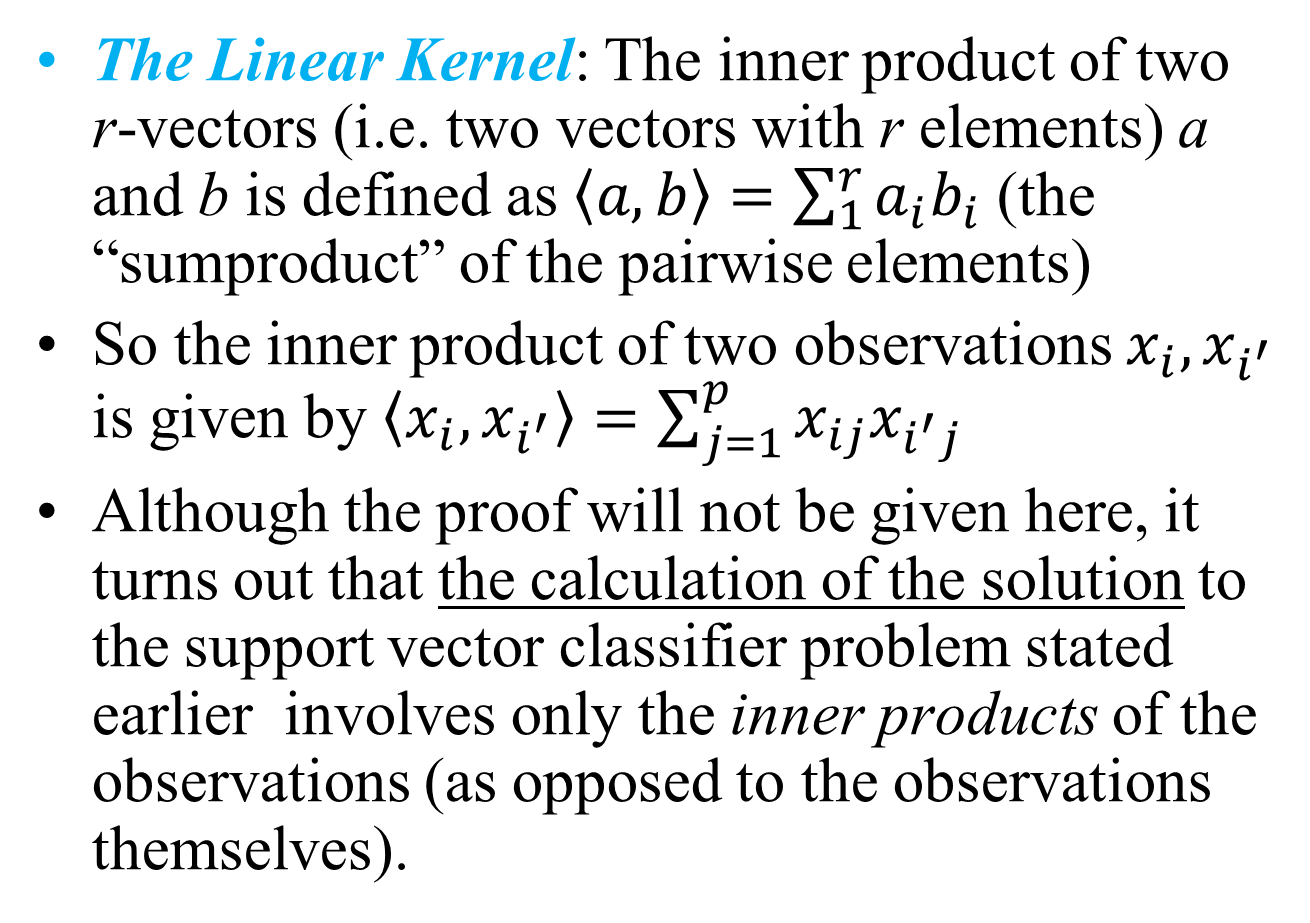 • The Linear Kernel: The inner product of two
r-vectors (i.e. two vectors with r elements) a
and b is defined as ⟨a, b⟩ = ∑₁ʳ aᵢbᵢ (the
“sumproduct” of the pairwise elements)
• So the inner product of two observations xᵢ, xᵢ′
is given by ⟨xᵢ, xᵢ′⟩ = ∑ⱼ₌₁ᵖ xᵢⱼxᵢ′ⱼ
• Although the proof will not be given here, it
turns out that the calculation of the solution to
the support vector classifier problem stated
earlier involves only the inner products of the
observations (as opposed to the observations
themselves).